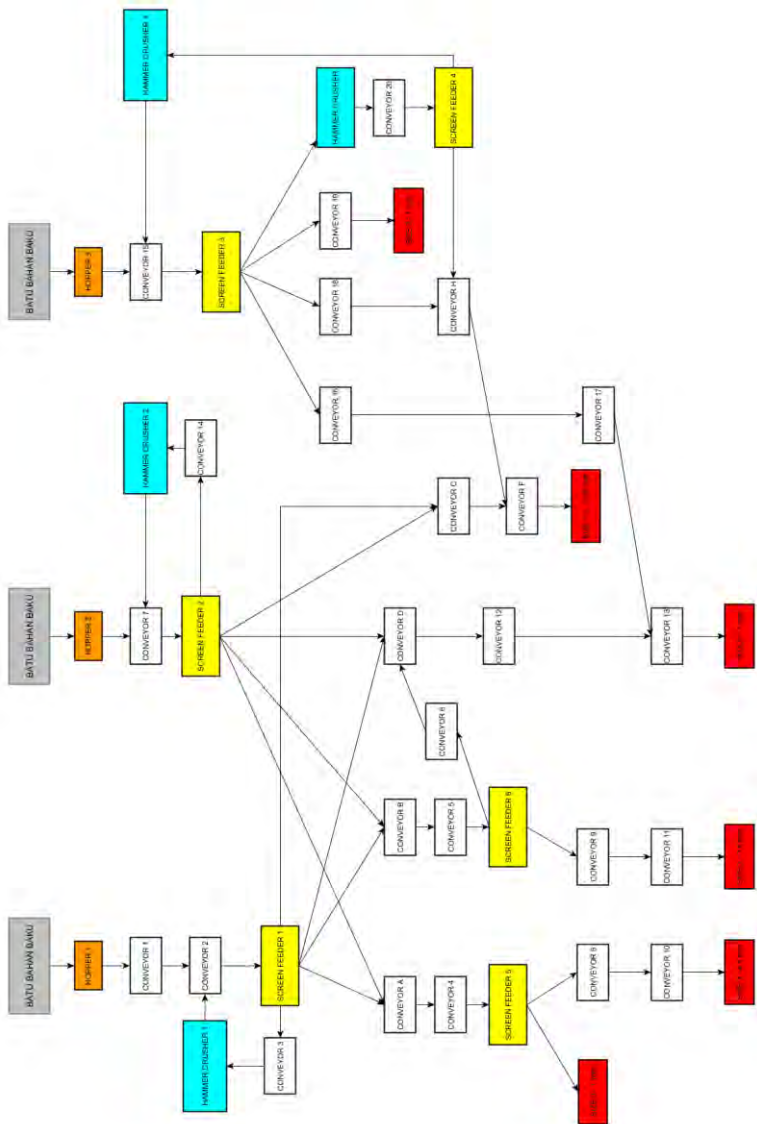 BATU BAHAN BAKU
BATU BAHAN BAKU
BATU BAHAN BAKU
HOPPER 1
HOPPER 2
HOPPER 3
CONVEYOR 1
CONVEYOR 7
HAMMER CRUSHER 2
CONVEYOR 15
HAMMER CRUSHER 4
HAMMER CRUSHER 1
CONVEYOR 2
SCREEN FEEDER 2
CONVEYOR 14
SCREEN FEEDER 3
CONVEYOR 3
SCREEN FEEDER 1
CONVEYOR 16
CONVEYOR 18
CONVEYOR 19
HAMMER CRUSHER
CONVEYOR A
CONVEYOR B
CONVEYOR D
CONVEYOR 20
CONVEYOR 4
CONVEYOR 5
CONVEYOR 6
CONVEYOR C
CONVEYOR H
SCREEN FEEDER 4
SCREEN FEEDER 5
SCREEN FEEDER 6
CONVEYOR 12
CONVEYOR F
CONVEYOR 8
CONVEYOR 9
CONVEYOR 17
CONVEYOR 10
CONVEYOR 11
CONVEYOR 13